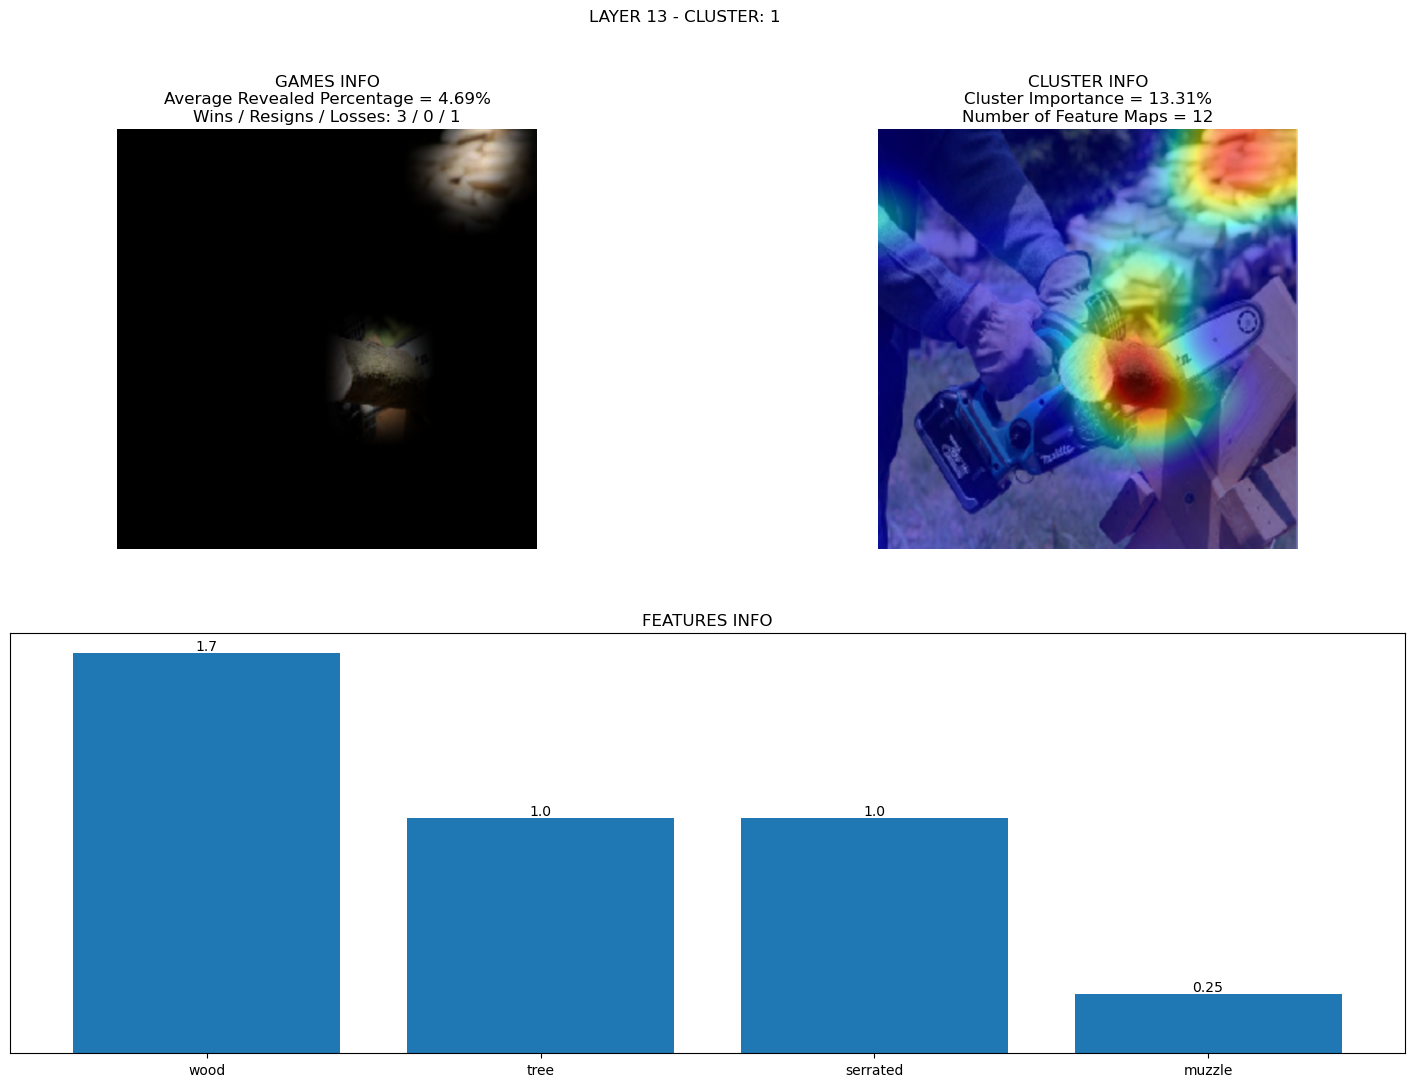 LAYER 13 - CLUSTER: 1
GAMES INFO
Average Revealed Percentage = 4.69%
Wins / Resigns / Losses: 3 / 0 / 1
CLUSTER INFO
Cluster Importance = 13.31%
Number of Feature Maps = 12
makita
FEATURES INFO
1.7
1.0
1.0
0.25
wood
tree
serrated
muzzle